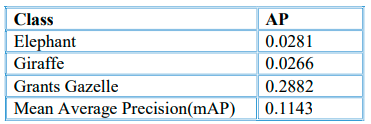 Class AP
Elephant 0.0281
Giraffe 0.0266
Grants Gazelle 0.2882
Mean Average Precision(mAP) 0.1143